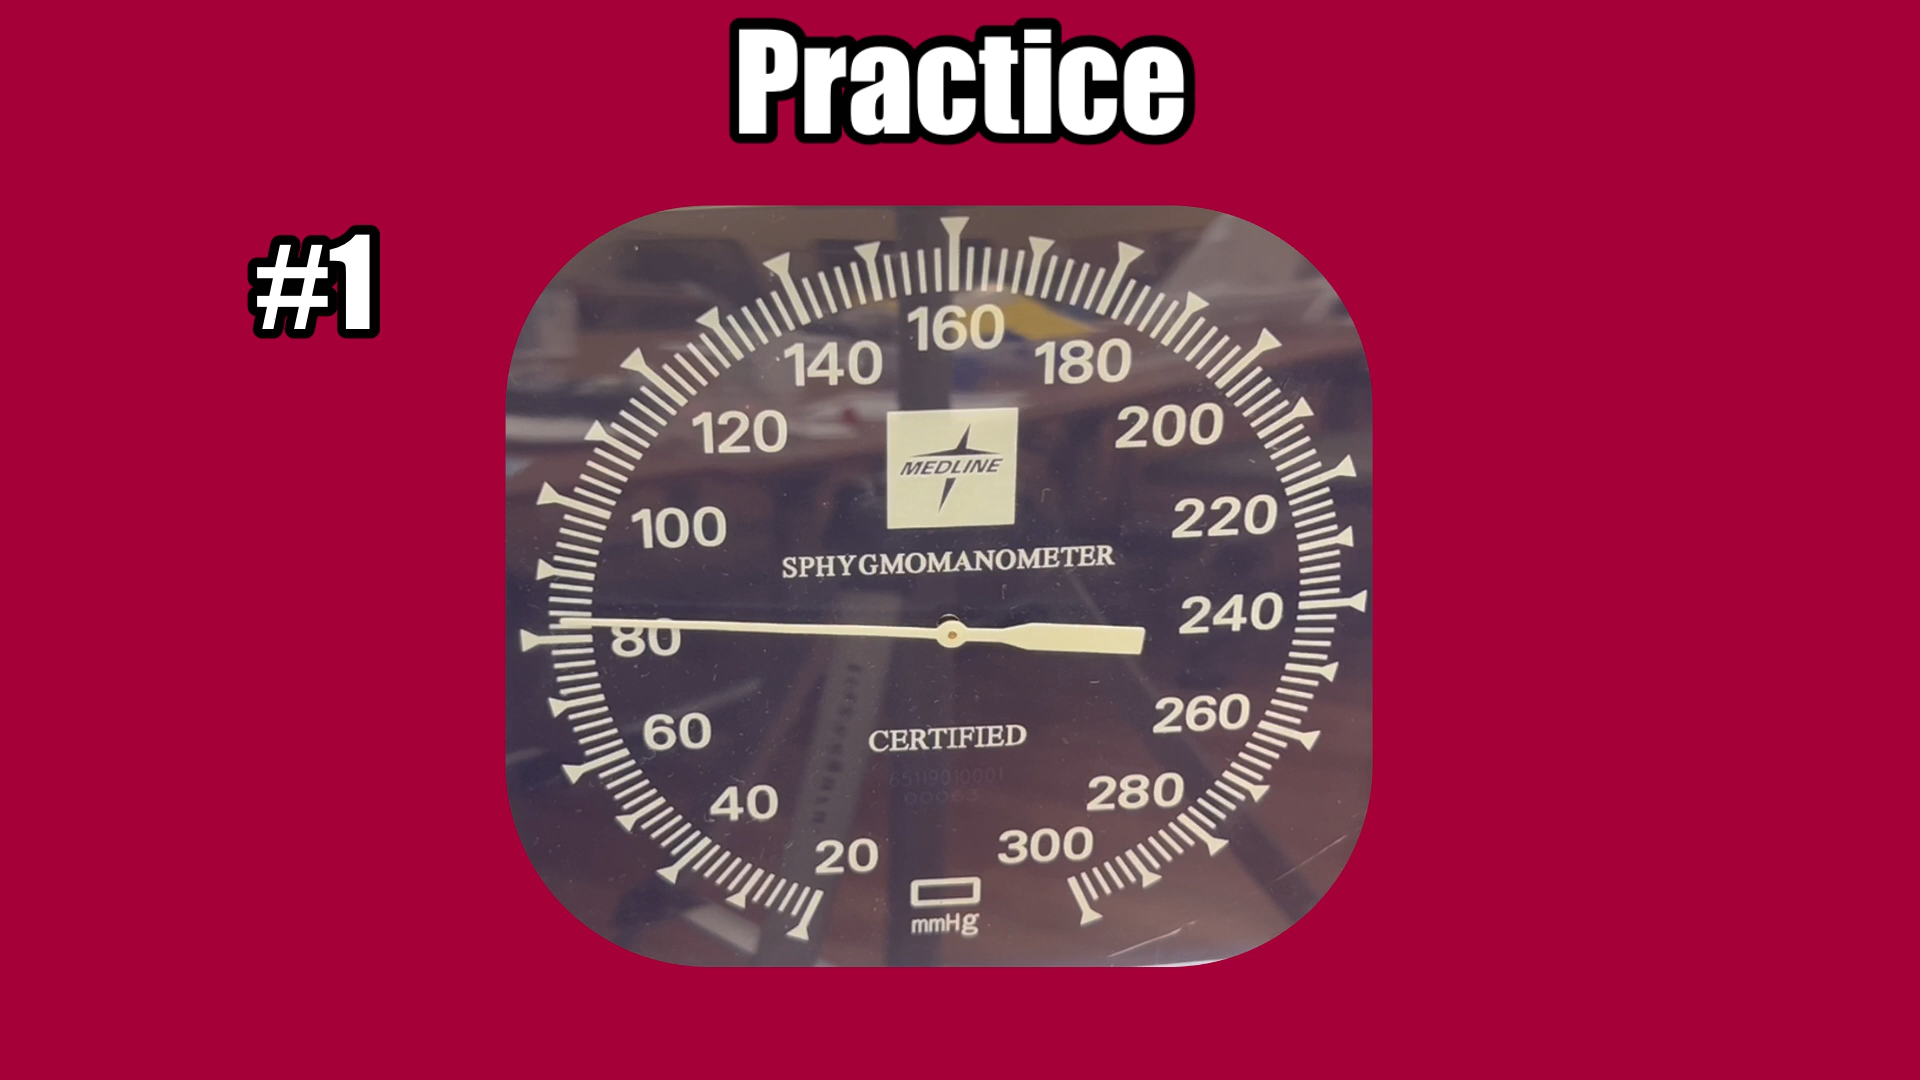 Practice
#1
160
140 180
120 200
MEDLINE
100 220
SPHYGMOMANOMETER
80 240
60 260
CERTIFIED
40 280
20 300
mmHg